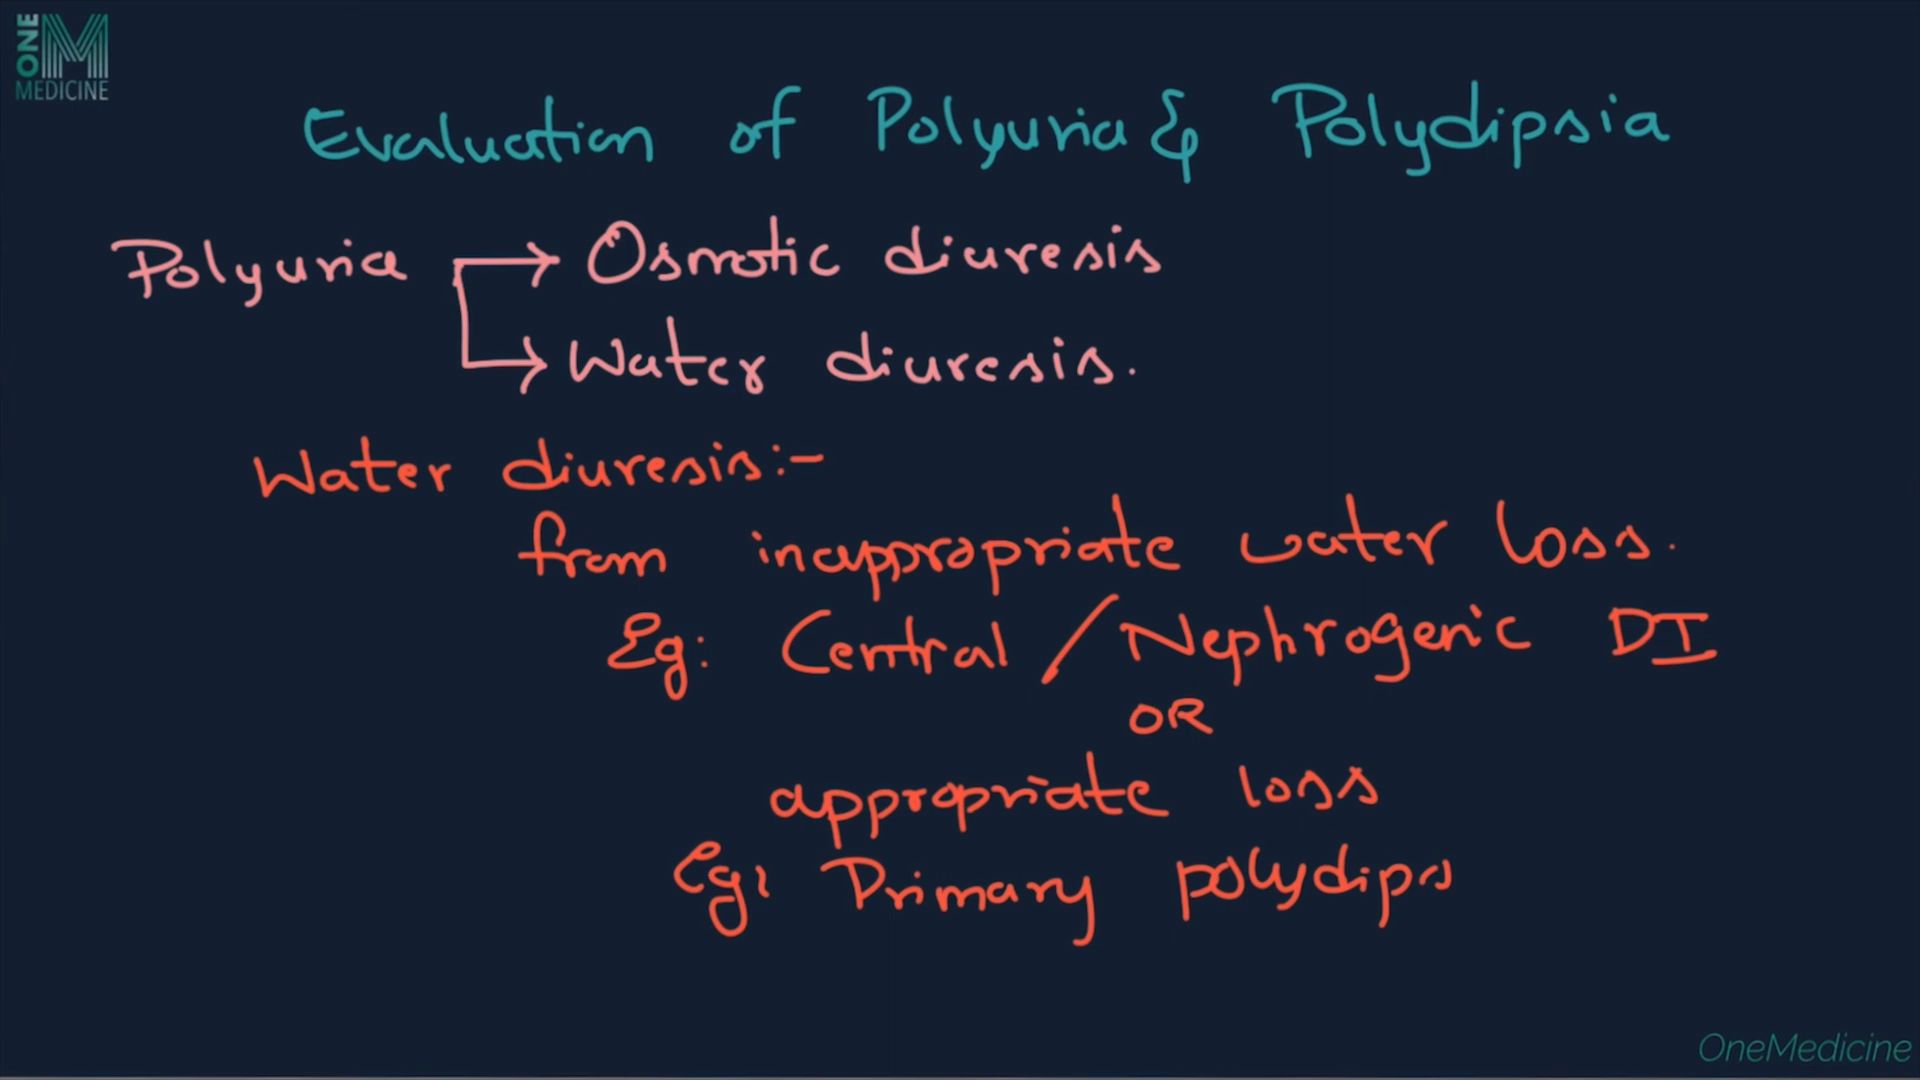 ONE
MEDICINE
Evaluation of Polyuria & Polydipsia
Polyuria → Osmotic diuresis
→ Water diuresis.
Water diuresis:-
from inappropriate water loss.
Eg: Central / Nephrogenic DI
OR
appropriate loss
Eg: Primary polydips
OneMedicine